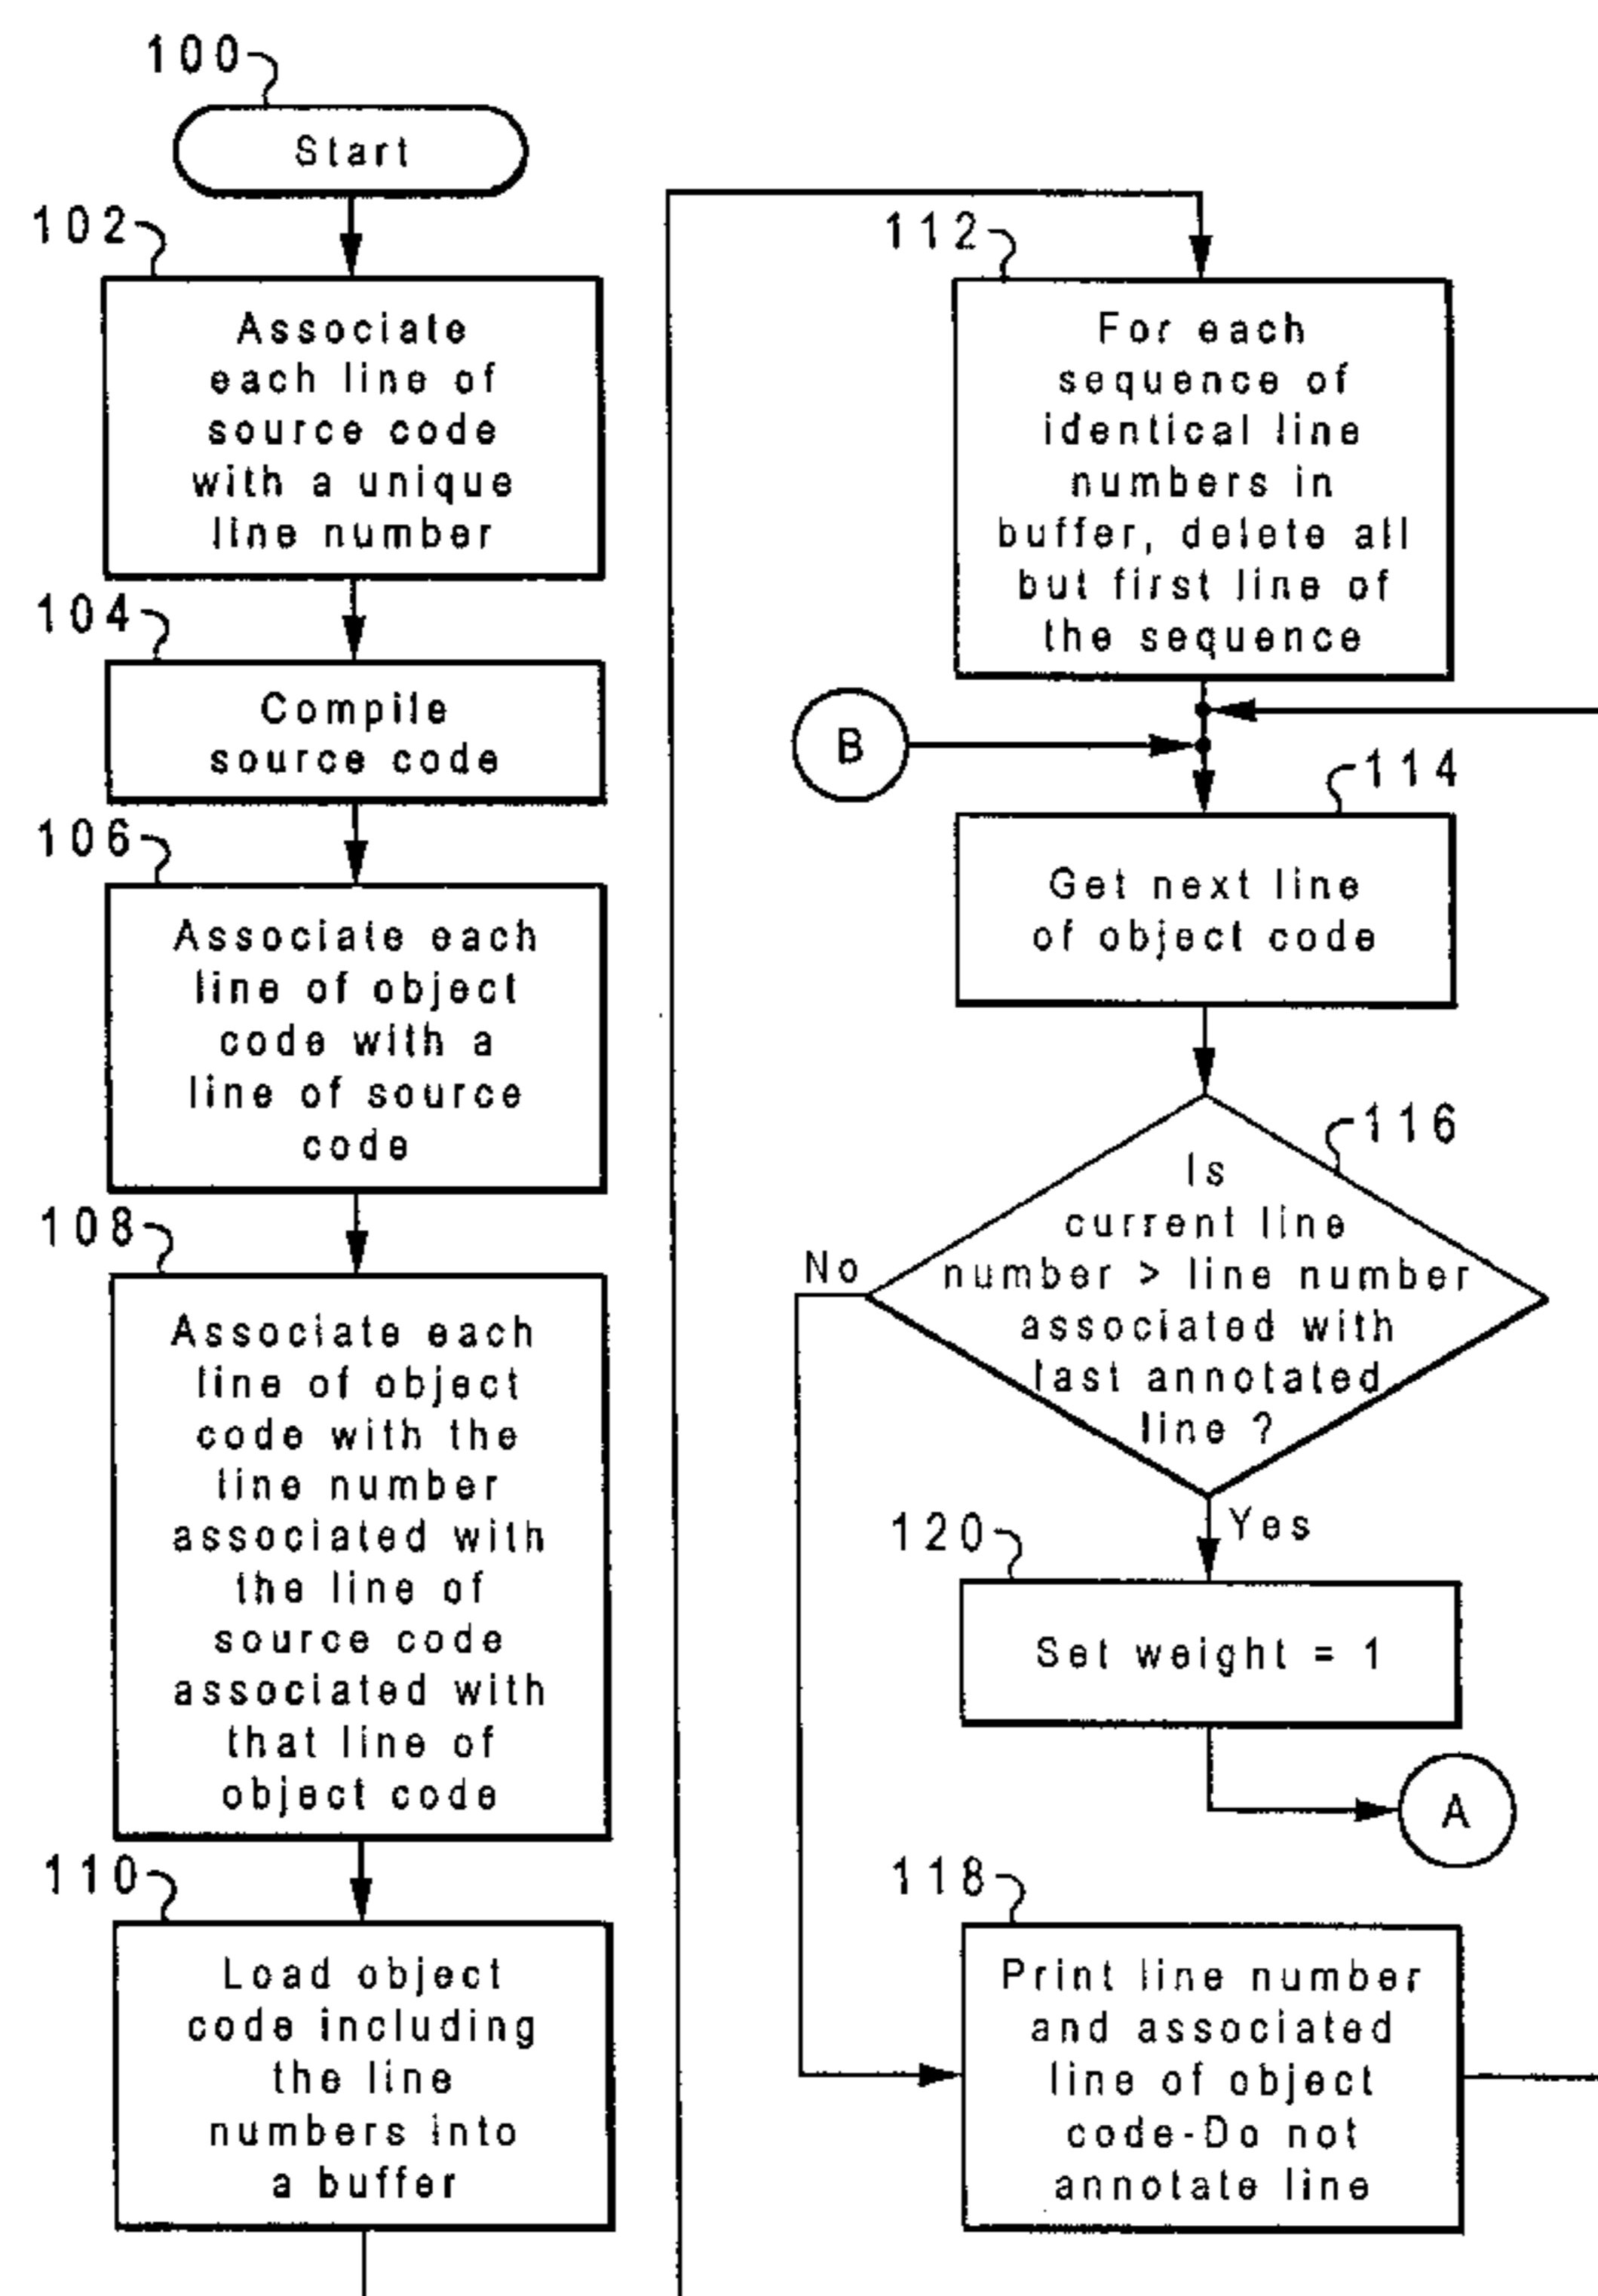 100
Start
102
Associate
each line of
source code
with a unique
line number
104
Compile
source code
106
Associate each
line of object
code with a
line of source
code
108
Associate each
line of object
code with the
line number
associated with
the line of
source code
associated with
that line of
object code
110
Load object
code including
the line
numbers into
a buffer
112
For each
sequence of
identical line
numbers in
buffer, delete all
but first line of
the sequence
B
114
Get next line
of object code
116
Is
current line
number > line number
associated with
last annotated
line ?
No
Yes
120
Set weight = 1
A
118
Print line number
and associated
line of object
code-Do not
annotate line